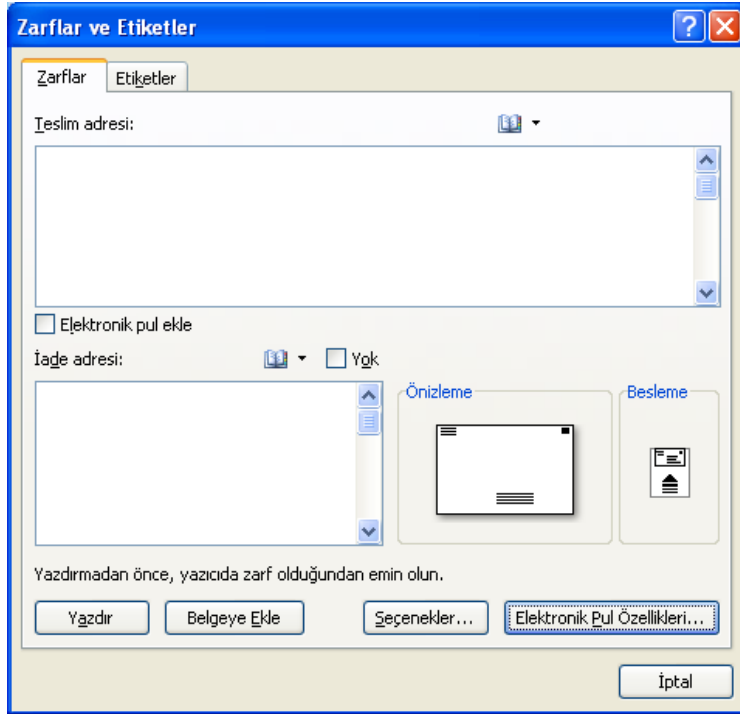 Zarflar ve Etiketler
Zarflar Etiketler
Teslim adresi:
Elektronik pul ekle
İade adresi: Yok
Önizleme Besleme
Yazdırmadan önce, yazıcıda zarf olduğundan emin olun.
Yazdır Belgeye Ekle Seçenekler... Elektronik Pul Özellikleri...
İptal